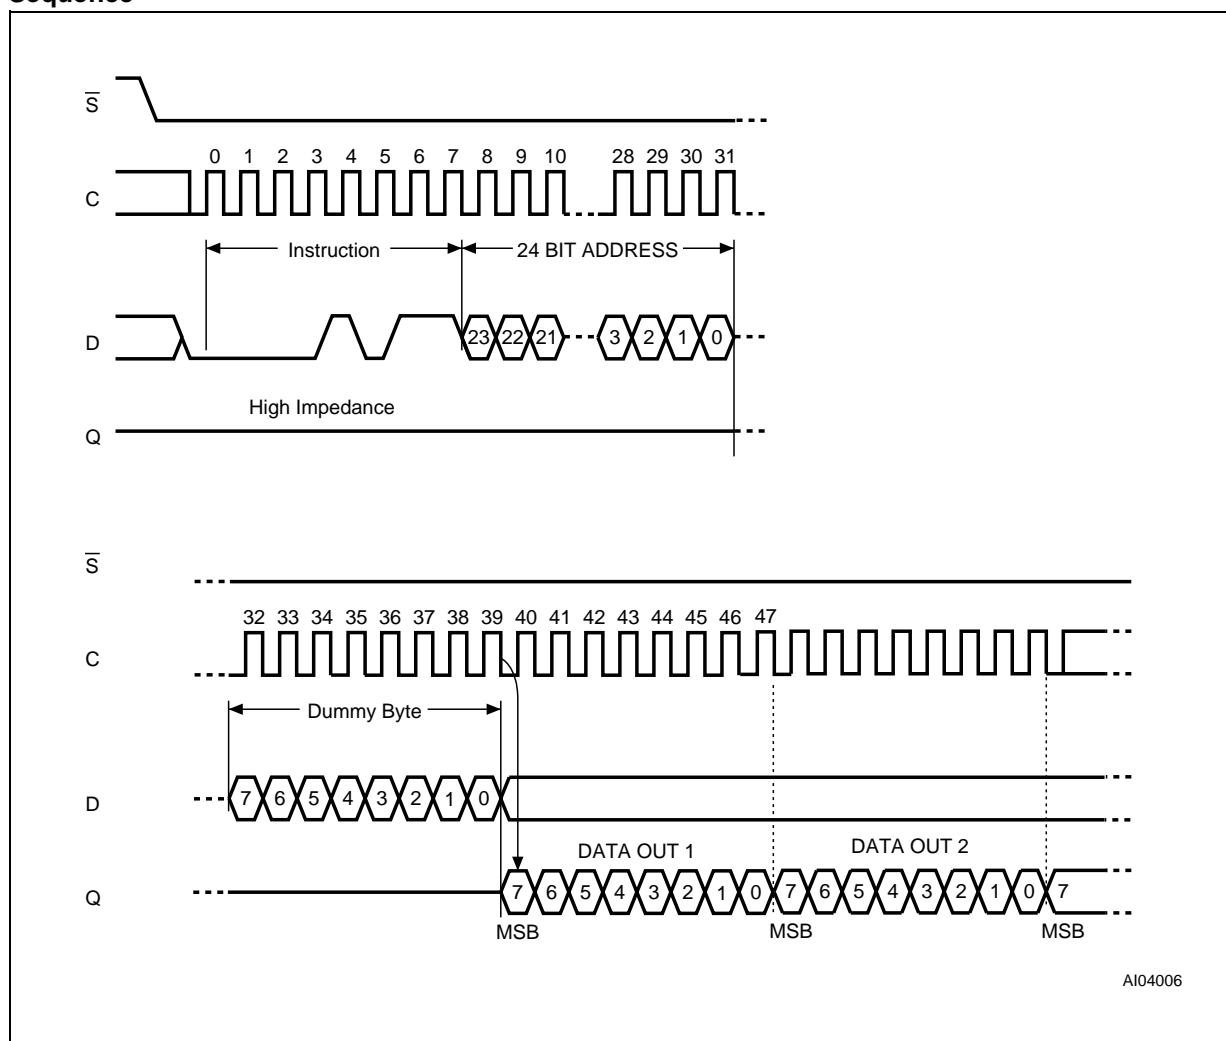 S
0 1 2 3 4 5 6 7 8 9 10 28 29 30 31
C
Instruction 24 BIT ADDRESS
D 23 22 21 3 2 1 0
High Impedance
Q
S
32 33 34 35 36 37 38 39 40 41 42 43 44 45 46 47
C
Dummy Byte
D 7 6 5 4 3 2 1 0
DATA OUT 1 DATA OUT 2
Q 7 6 5 4 3 2 1 0 7 6 5 4 3 2 1 0 7
MSB MSB MSB
AI04006